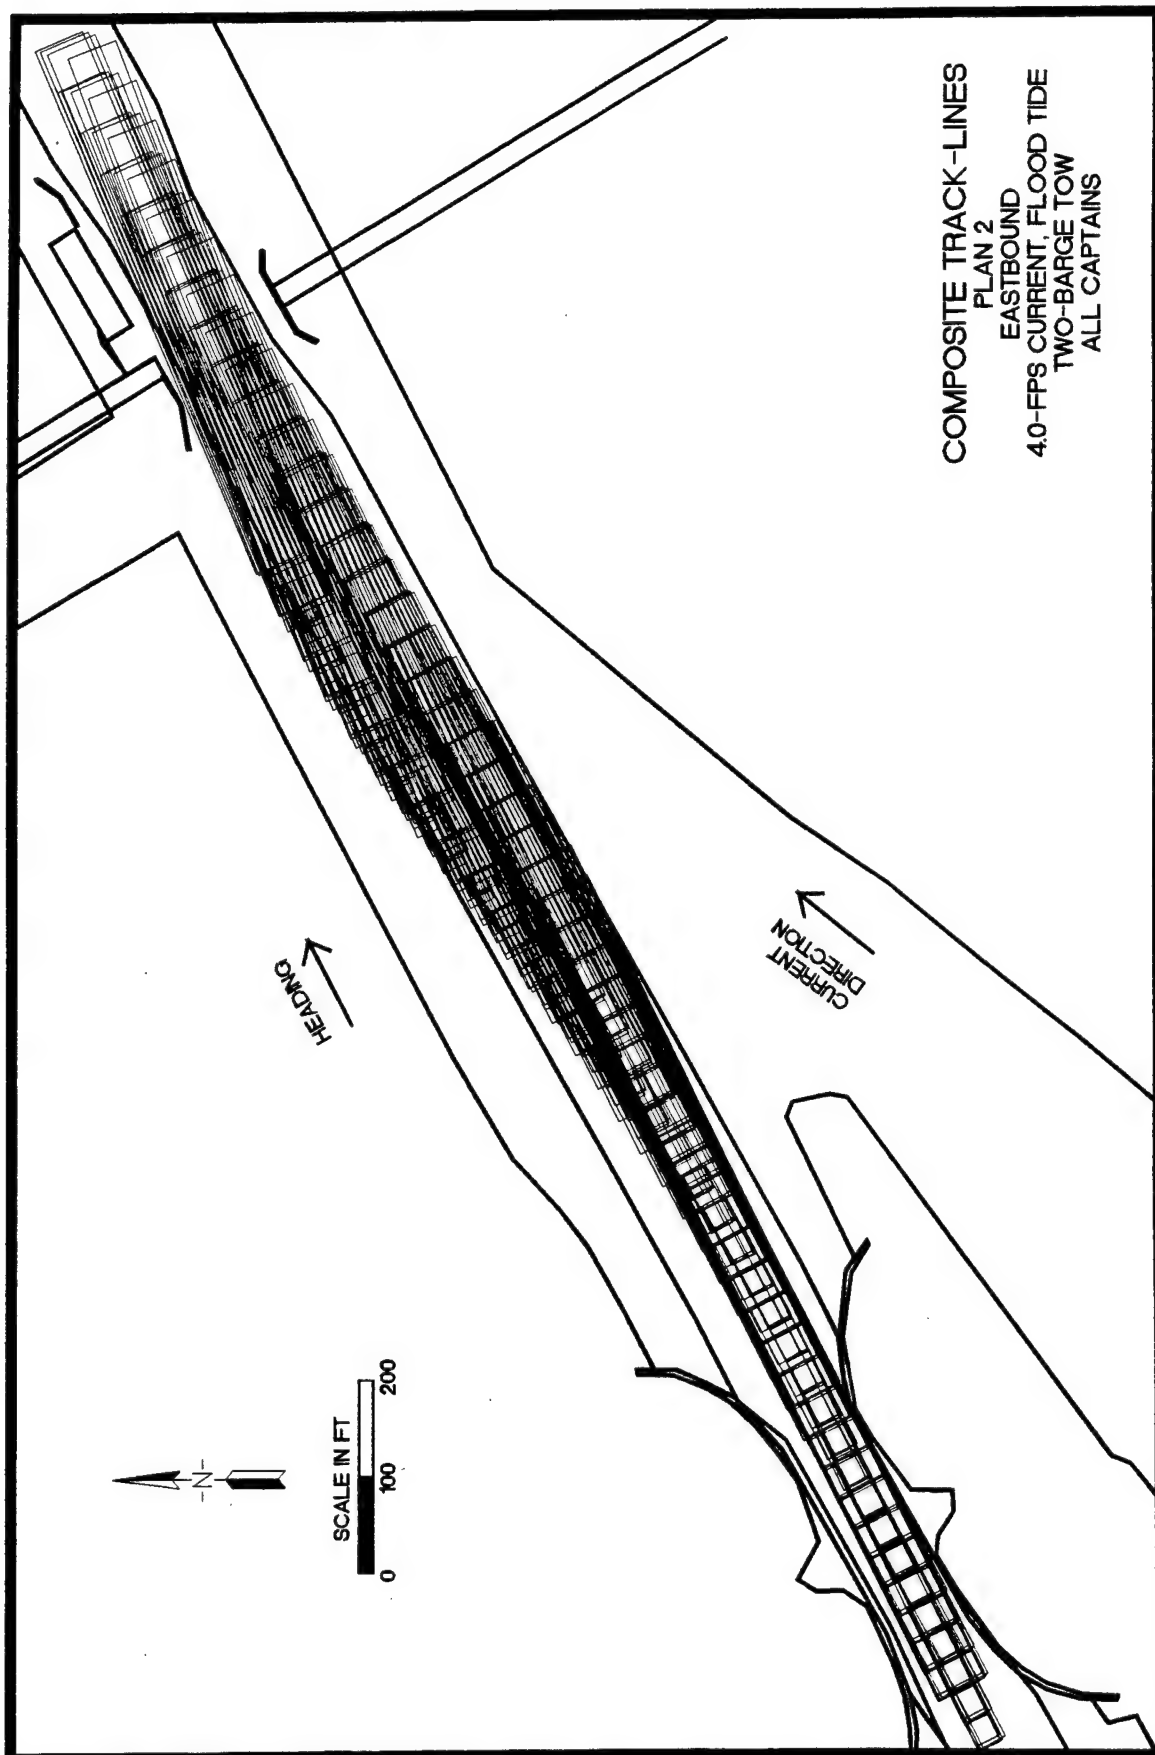 COMPOSITE TRACK-LINES
PLAN 2
EASTBOUND
4.0-FPS CURRENT, FLOOD TIDE
TWO-BARGE TOW
ALL CAPTAINS
HEADING
CURRENT
DIRECTION
-N-
SCALE IN FT
0 100 200